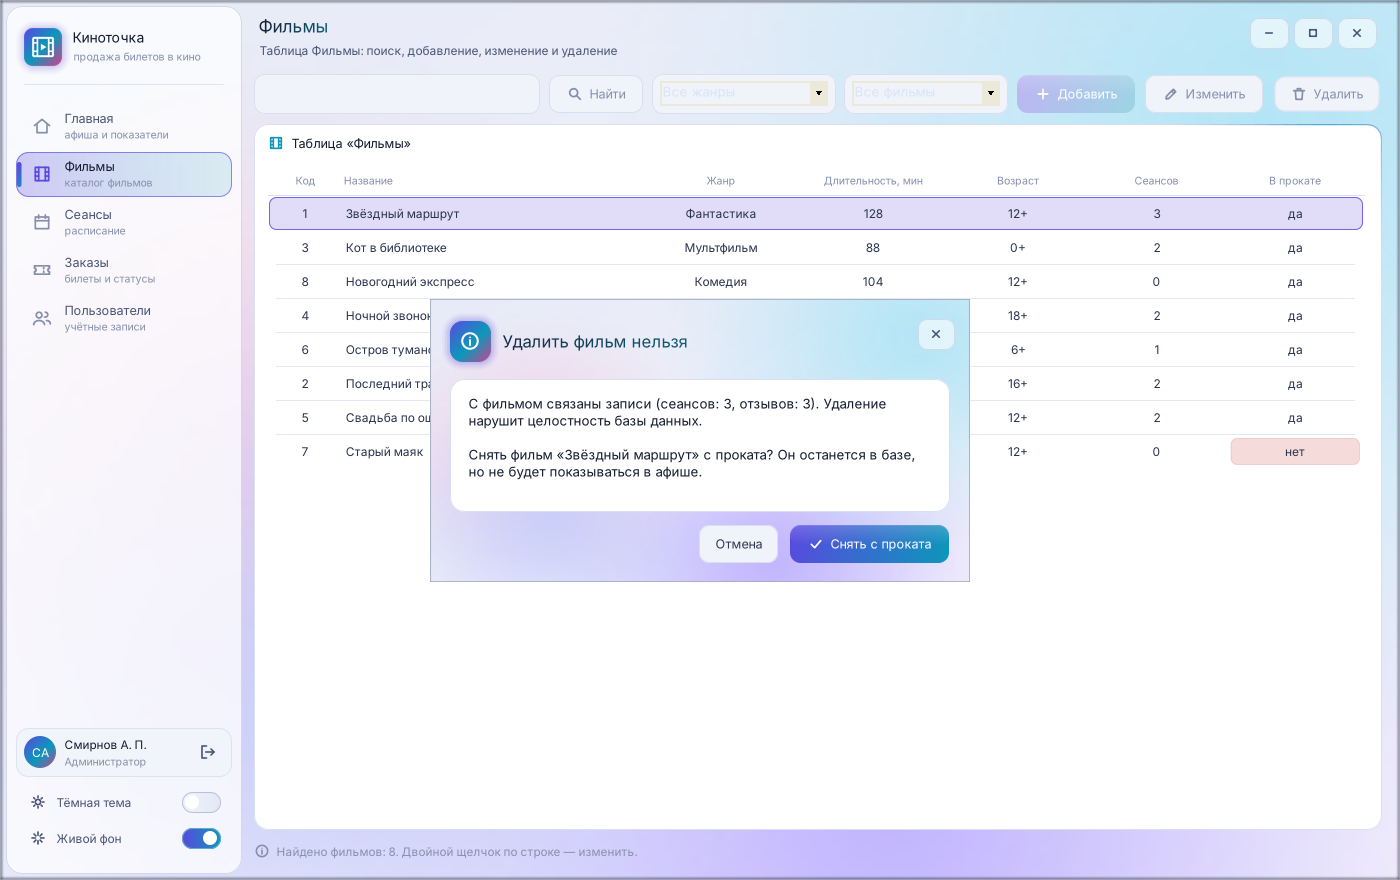 Киноточка
продажа билетов в кино
Главная
афиша и показатели
Фильмы
каталог фильмов
Сеансы
расписание
Заказы
билеты и статусы
Пользователи
учётные записи
СА
Смирнов А. П.
Администратор
Тёмная тема
Живой фон
Фильмы
Таблица Фильмы: поиск, добавление, изменение и удаление
Найти
Все жанры
Все фильмы
Добавить
Изменить
Удалить
Таблица «Фильмы»
Код Название Жанр Длительность, мин Возраст Сеансов В прокате
1 Звёздный маршрут Фантастика 128 12+ 3 да
3 Кот в библиотеке Мультфильм 88 0+ 2 да
8 Новогодний экспресс Комедия 104 12+ 0 да
4 Ночной звонок 18+ 2 да
6 Остров туманс 6+ 1 да
2 Последний тра 16+ 2 да
5 Свадьба по ош 12+ 2 да
7 Старый маяк 12+ 0 нет
Удалить фильм нельзя
С фильмом связаны записи (сеансов: 3, отзывов: 3). Удаление
нарушит целостность базы данных.
Снять фильм «Звёздный маршрут» с проката? Он останется в базе,
но не будет показываться в афише.
Отмена
Снять с проката
Найдено фильмов: 8. Двойной щелчок по строке — изменить.